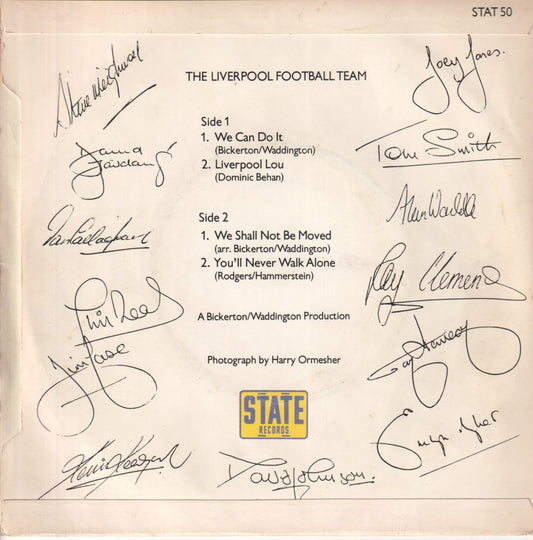 STAT 50
THE LIVERPOOL FOOTBALL TEAM
Side 1
1. We Can Do It
(Bickerton/Waddington)
2. Liverpool Lou
(Dominic Behan)
Side 2
1. We Shall Not Be Moved
(arr. Bickerton/Waddington)
2. You'll Never Walk Alone
(Rodgers/Hammerstein)
A Bickerton/Waddington Production
Photograph by Harry Ormesher
STATE
RECORDS
Joey Jones.
Tom Smith
Alan Waddle
Ray Clemence
Phil Neal
Kevin Keegan
David Johnson.